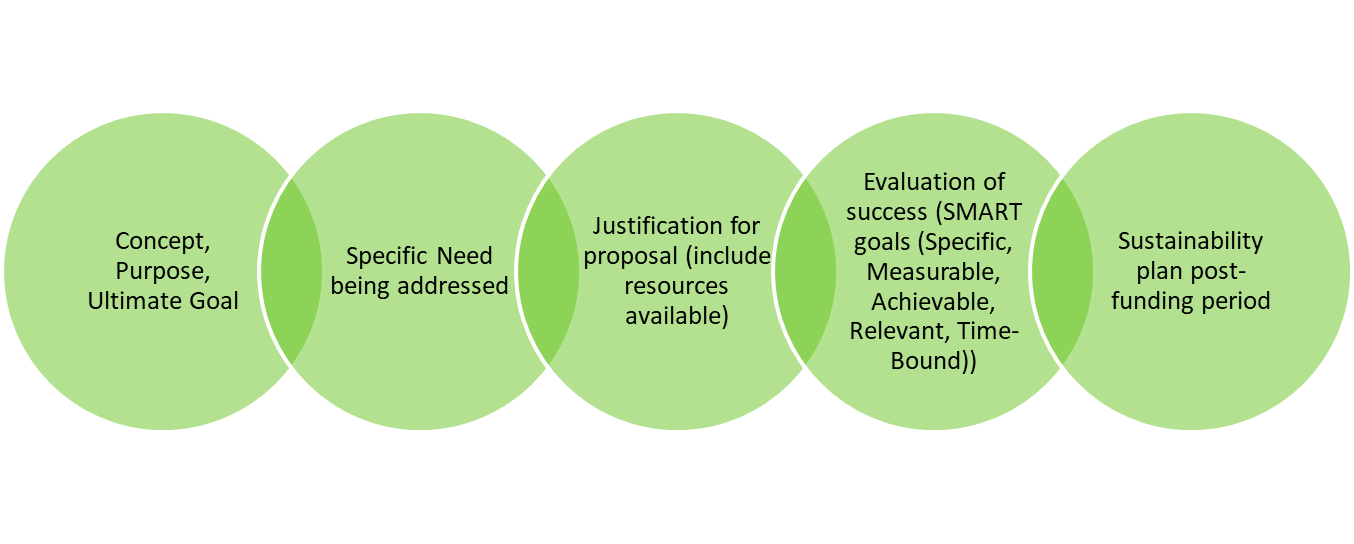 Concept,
Purpose,
Ultimate Goal
Specific Need
being addressed
Justification for
proposal (include
resources
available)
Evaluation of
success (SMART
goals (Specific,
Measurable,
Achievable,
Relevant, Time-
Bound))
Sustainability
plan post-
funding period